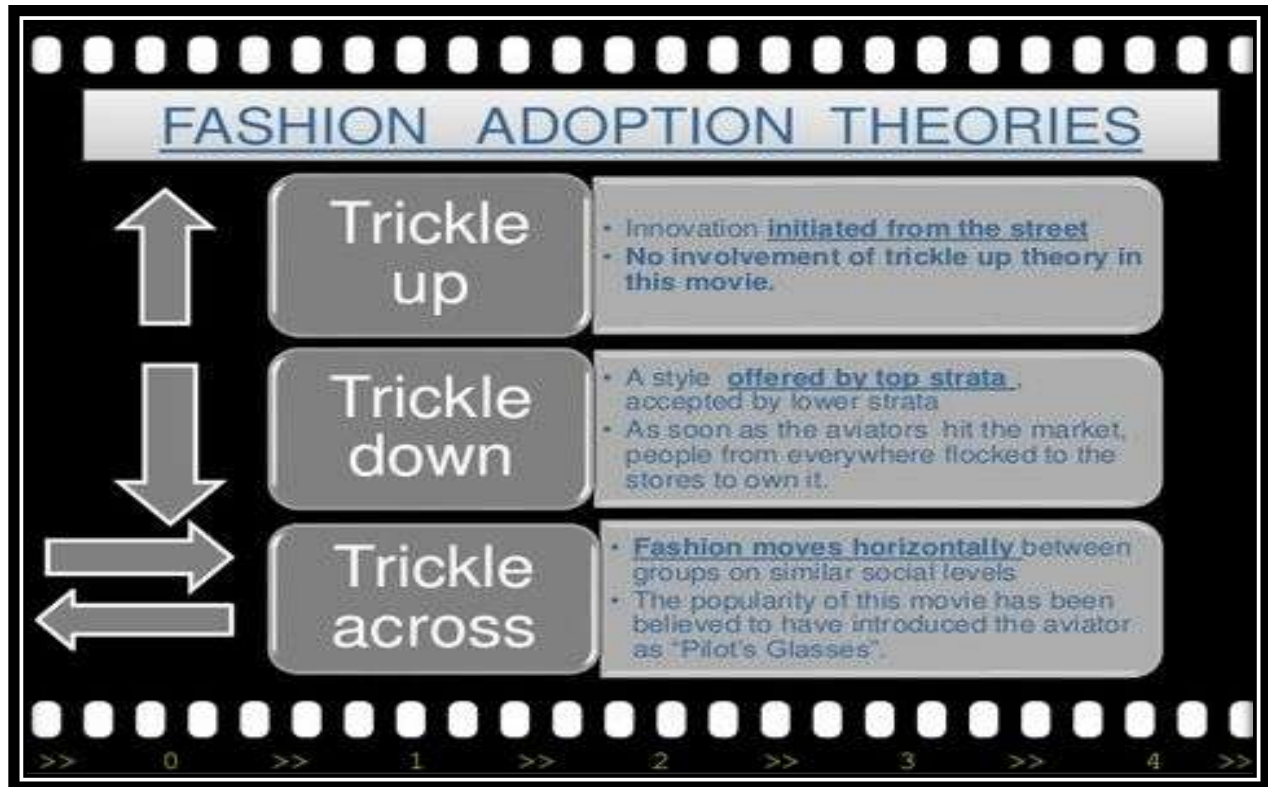 FASHION ADOPTION THEORIES
Trickle
up
• Innovation initiated from the street
• No involvement of trickle up theory in
this movie.
Trickle
down
• A style offered by top strata ,
accepted by lower strata
• As soon as the aviators hit the market,
people from everywhere flocked to the
stores to own it.
Trickle
across
• Fashion moves horizontally between
groups on similar social levels
• The popularity of this movie has been
believed to have introduced the aviator
as "Pilot's Glasses".
>> 0 >> 1 >> 2 >> 3 >> 4 >>